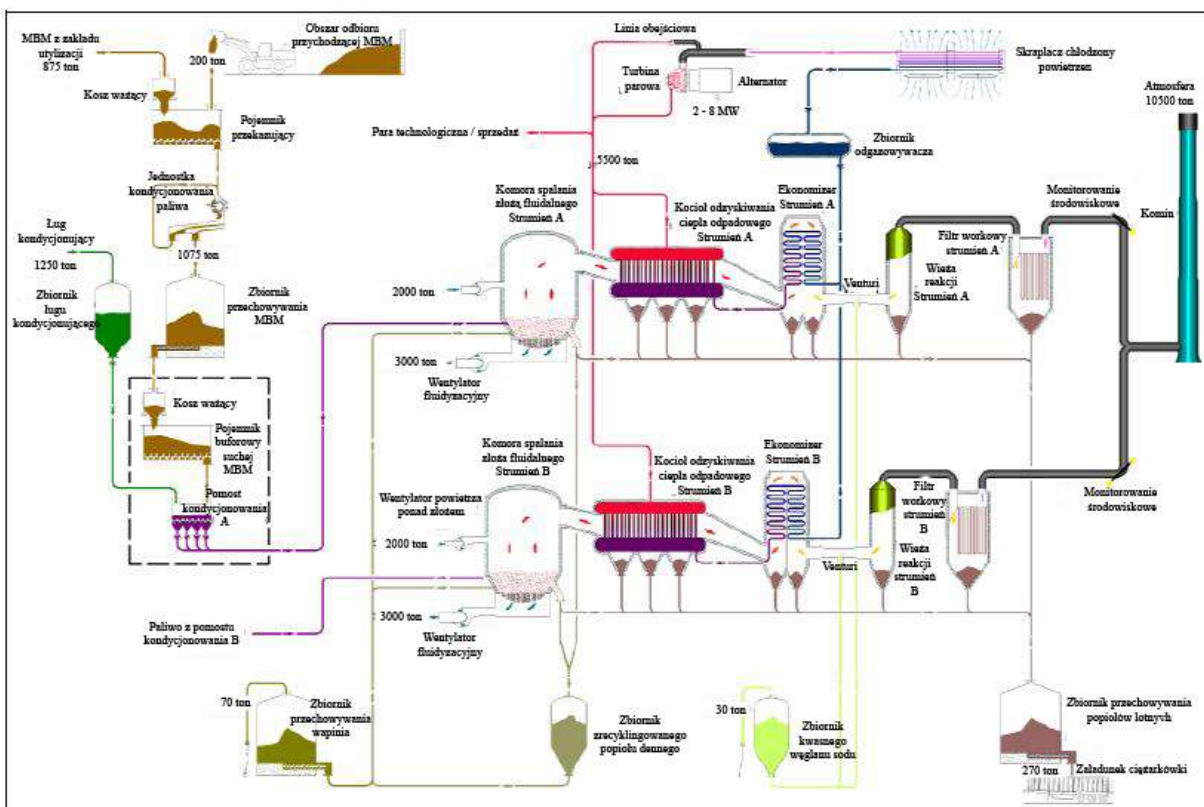 MBM z zakładu
utylizacji
875 ton
Kosz ważący
200 ton
Obszar odbioru
przychodzącej MBM
Pojemnik
przekazujący
Jednostka
kondycjonowania
paliwa
Ług
kondycjonujący
1250 ton
1075 ton
Zbiornik
ługu
kondycjonującego
Zbiornik
przechowywania
MBM
Kosz ważący
Pojemnik
buforowy
suchej
MBM
Pomost
kondycjonowania
A
Linia obejściowa
Turbina
parowa
Alternator
2 - 8 MW
Skraplacz chłodzony
powietrzen
Atmosfera
10500 ton
Para technologiczna / sprzedaż
5500 ton
Zbiornik
odgazowywacza
Komora spalania
złożą fluidalnego
Strumień A
Kocioł odzyskiwania
ciepła odpadowego
Strumień A
Ekonomizer
Strumień A
Monitorowanie
środowiskowe
Komin
Filtr workowy
strumień A
2000 ton
Venturi
Wieża
reakcji
Strumień A
3000 ton
Wentylator
fluidyzacyjny
Komora spalania
złoża fluidalnego
Strumień B
Kocioł odzyskiwania
ciepła odpadowego
Strumień B
Ekonomizer
Strumień B
Wentylator powietrza
ponad złożem
2000 ton
Filtr
workowy
strumień
B
Monitorowanie
środowiskowe
Venturi
Wieża
reakcji
strumień
B
3000 ton
Wentylator
fluidyzacyjny
Paliwo z pomostu
kondycjonowania B
70 ton
Zbiornik
przechowywania
wapinia
Zbiornik
zrecyklingowanego
popiołu dennego
30 ton
Zbiornik
kwasnego
węglanu sodu
Zbiornik przechowywania
popiołów lotnych
270 ton
Załadunek ciężarkówki